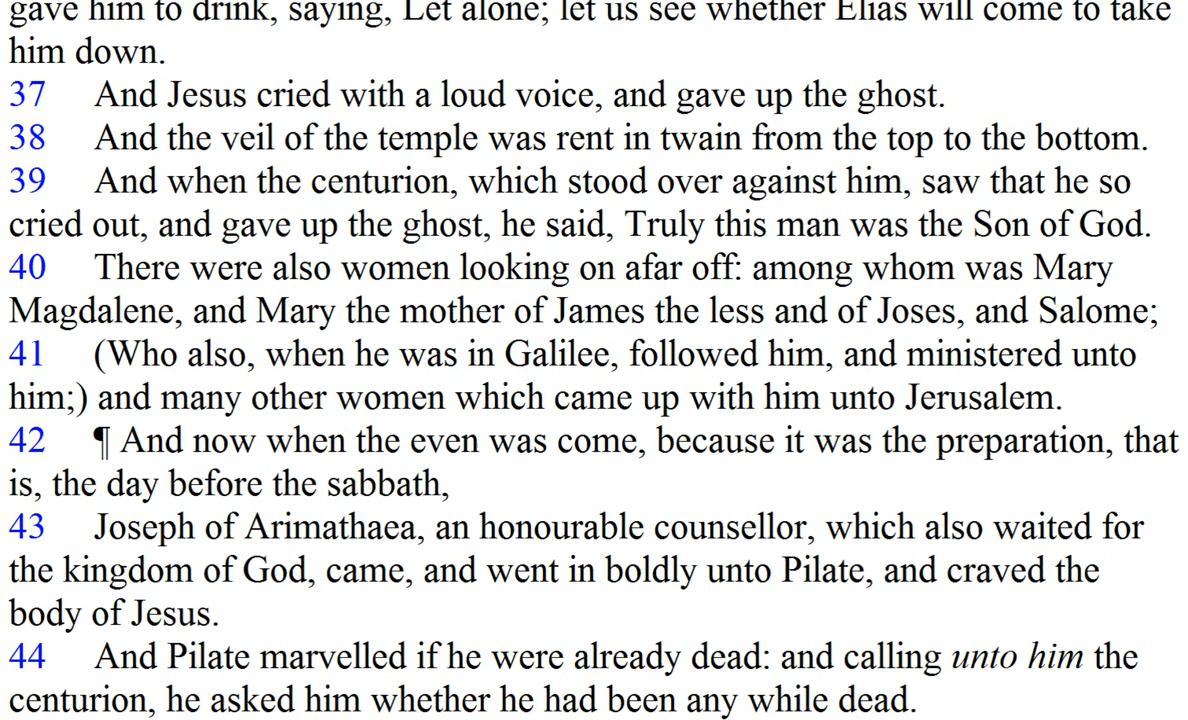 gave him to drink, saying, Let alone; let us see whether Elias will come to take
him down.
37 And Jesus cried with a loud voice, and gave up the ghost.
38 And the veil of the temple was rent in twain from the top to the bottom.
39 And when the centurion, which stood over against him, saw that he so
cried out, and gave up the ghost, he said, Truly this man was the Son of God.
40 There were also women looking on afar off: among whom was Mary
Magdalene, and Mary the mother of James the less and of Joses, and Salome;
41 (Who also, when he was in Galilee, followed him, and ministered unto
him;) and many other women which came up with him unto Jerusalem.
42 ¶ And now when the even was come, because it was the preparation, that
is, the day before the sabbath,
43 Joseph of Arimathaea, an honourable counsellor, which also waited for
the kingdom of God, came, and went in boldly unto Pilate, and craved the
body of Jesus.
44 And Pilate marvelled if he were already dead: and calling unto him the
centurion, he asked him whether he had been any while dead.